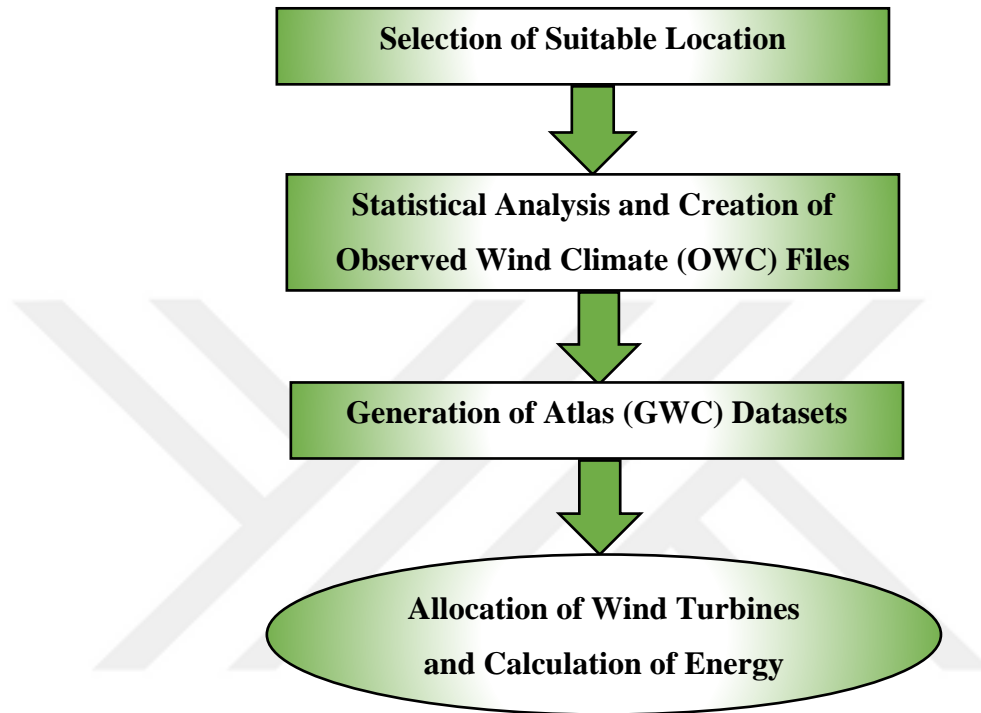 Selection of Suitable Location
Statistical Analysis and Creation of
Observed Wind Climate (OWC) Files
Generation of Atlas (GWC) Datasets
Allocation of Wind Turbines
and Calculation of Energy